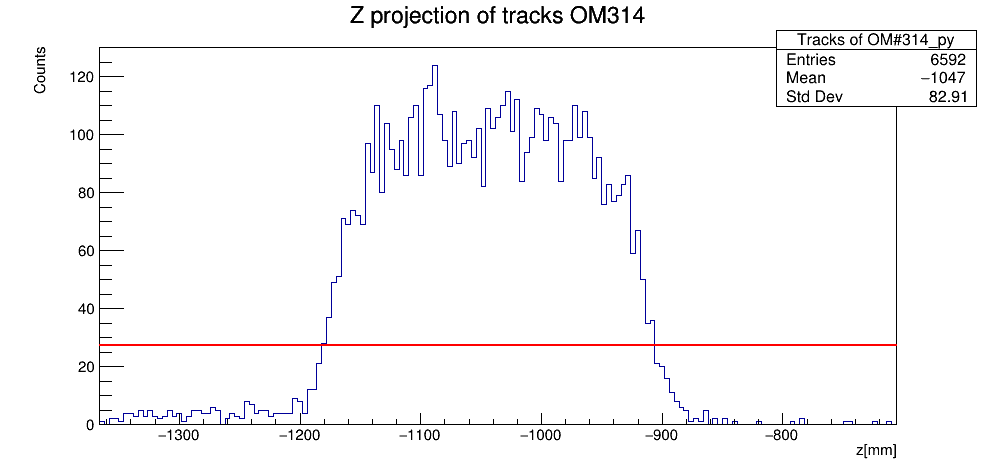 Z projection of tracks OM314
Tracks of OM#314_py
Entries 6592
Mean −1047
Std Dev 82.91
Counts
120
100
80
60
40
20
0
−1300 −1200 −1100 −1000 −900 −800
z[mm]